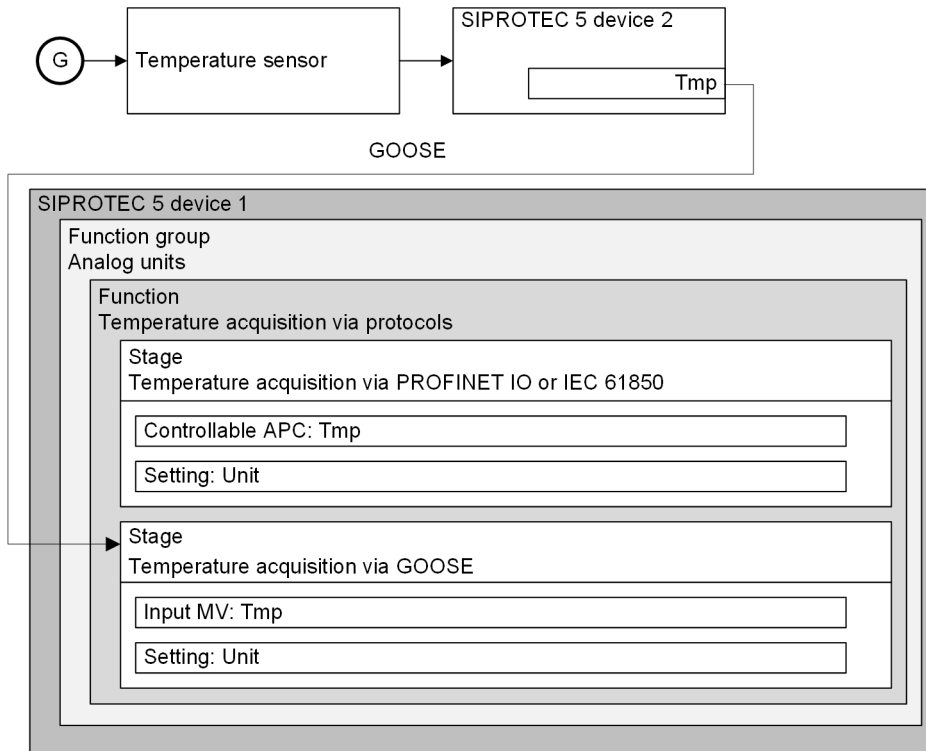 G
Temperature sensor
SIPROTEC 5 device 2
Tmp
GOOSE
SIPROTEC 5 device 1
Function group
Analog units
Function
Temperature acquisition via protocols
Stage
Temperature acquisition via PROFINET IO or IEC 61850
Controllable APC: Tmp
Setting: Unit
Stage
Temperature acquisition via GOOSE
Input MV: Tmp
Setting: Unit